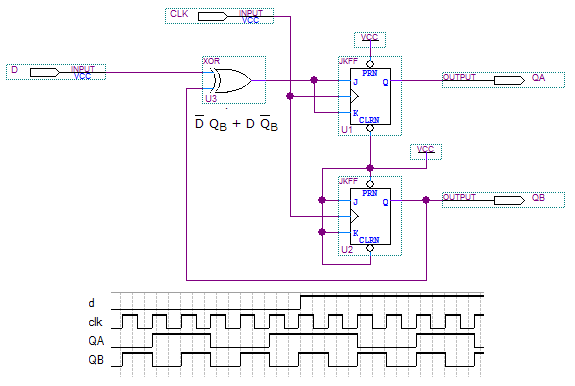 CLK INPUT
VCC
VCC
D INPUT
VCC
XOR
U3
D̅ QB + D Q̅B
JKFF
PRN
J Q
K
CLRN
U1
OUTPUT QA
VCC
JKFF
PRN
J Q
K
CLRN
U2
OUTPUT QB
d
clk
QA
QB